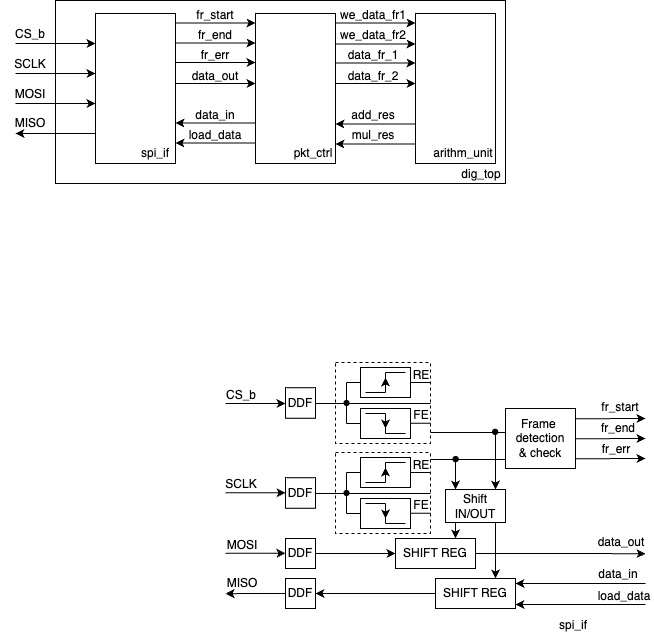 fr_start
we_data_fr1
CS_b
fr_end
we_data_fr2
fr_err
data_fr_1
SCLK
data_out
data_fr_2
MOSI
data_in
add_res
MISO
load_data
mul_res
spi_if
pkt_ctrl
arithm_unit
dig_top
RE
CS_b
DDF
FE
Frame
detection
& check
fr_start
fr_end
fr_err
RE
SCLK
DDF
FE
Shift
IN/OUT
MOSI
DDF
SHIFT REG
data_out
MISO
DDF
SHIFT REG
data_in
load_data
spi_if